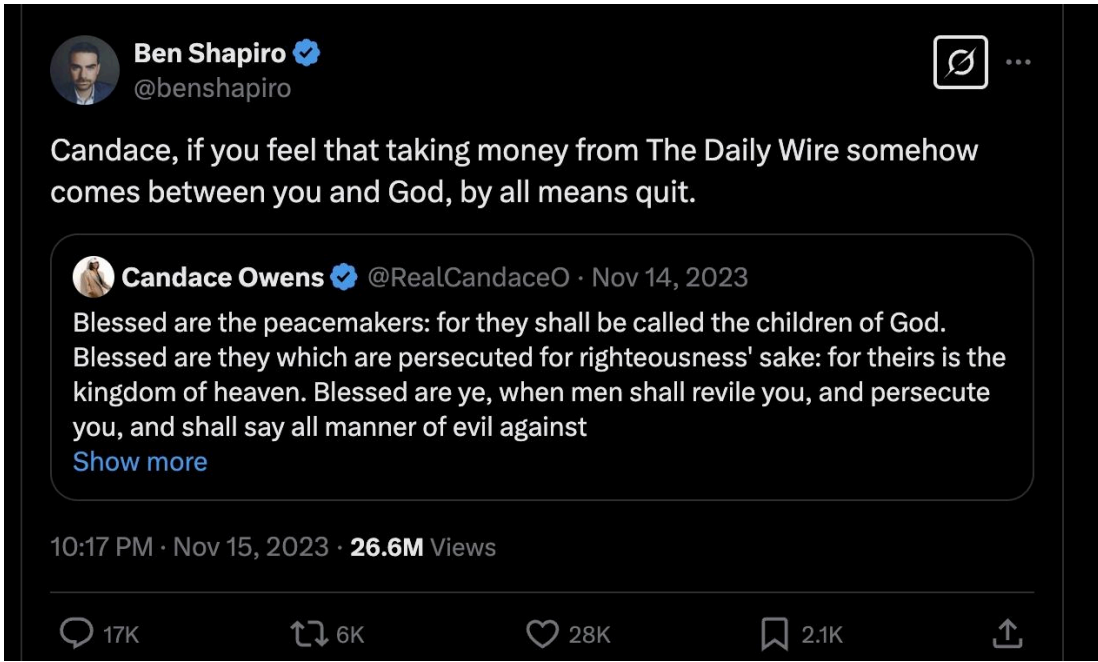 Ben Shapiro
@benshapiro
Candace, if you feel that taking money from The Daily Wire somehow
comes between you and God, by all means quit.
Candace Owens @RealCandaceO · Nov 14, 2023
Blessed are the peacemakers: for they shall be called the children of God.
Blessed are they which are persecuted for righteousness' sake: for theirs is the
kingdom of heaven. Blessed are ye, when men shall revile you, and persecute
you, and shall say all manner of evil against
Show more
10:17 PM · Nov 15, 2023 · 26.6M Views
17K 6K 28K 2.1K